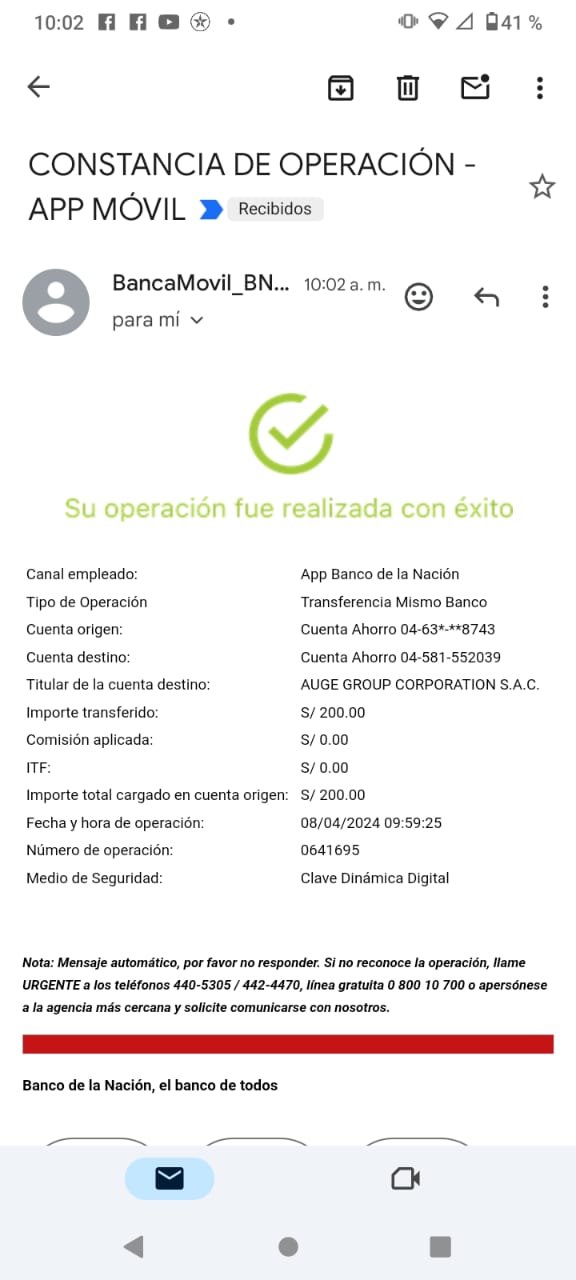 10:02
41 %
CONSTANCIA DE OPERACIÓN -
APP MÓVIL Recibidos
BancaMovil_BN... 10:02 a. m.
para mí
Su operación fue realizada con éxito
Canal empleado: App Banco de la Nación
Tipo de Operación Transferencia Mismo Banco
Cuenta origen: Cuenta Ahorro 04-63*-**8743
Cuenta destino: Cuenta Ahorro 04-581-552039
Titular de la cuenta destino: AUGE GROUP CORPORATION S.A.C.
Importe transferido: S/ 200.00
Comisión aplicada: S/ 0.00
ITF: S/ 0.00
Importe total cargado en cuenta origen: S/ 200.00
Fecha y hora de operación: 08/04/2024 09:59:25
Número de operación: 0641695
Medio de Seguridad: Clave Dinámica Digital
Nota: Mensaje automático, por favor no responder. Si no reconoce la operación, llame
URGENTE a los teléfonos 440-5305 / 442-4470, línea gratuita 0 800 10 700 o apersónese
a la agencia más cercana y solicite comunicarse con nosotros.
Banco de la Nación, el banco de todos